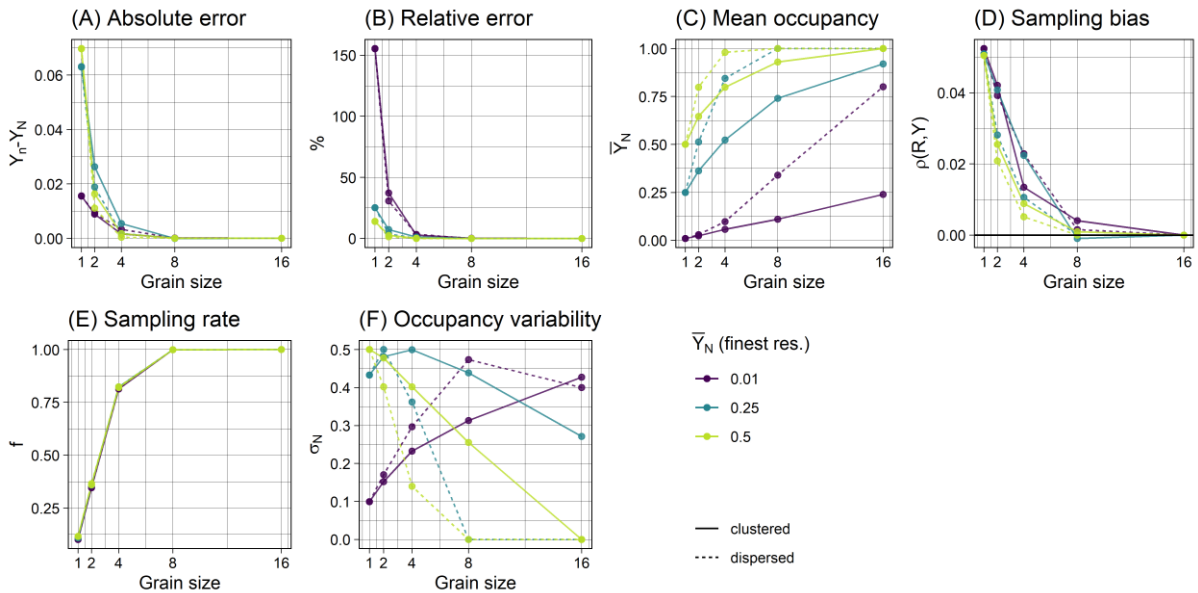 (A) Absolute error
Yn-YN
0.06
0.04
0.02
0.00
1 2 4 8 16
Grain size
(B) Relative error
%
150
100
50
0
1 2 4 8 16
Grain size
(C) Mean occupancy
Y̅N
1.00
0.75
0.50
0.25
0.00
1 2 4 8 16
Grain size
(D) Sampling bias
ρ(R,Y)
0.04
0.02
0.00
1 2 4 8 16
Grain size
(E) Sampling rate
f
1.00
0.75
0.50
0.25
1 2 4 8 16
Grain size
(F) Occupancy variability
σN
0.5
0.4
0.3
0.2
0.1
0.0
1 2 4 8 16
Grain size
Y̅N (finest res.)
0.01
0.25
0.5
clustered
dispersed